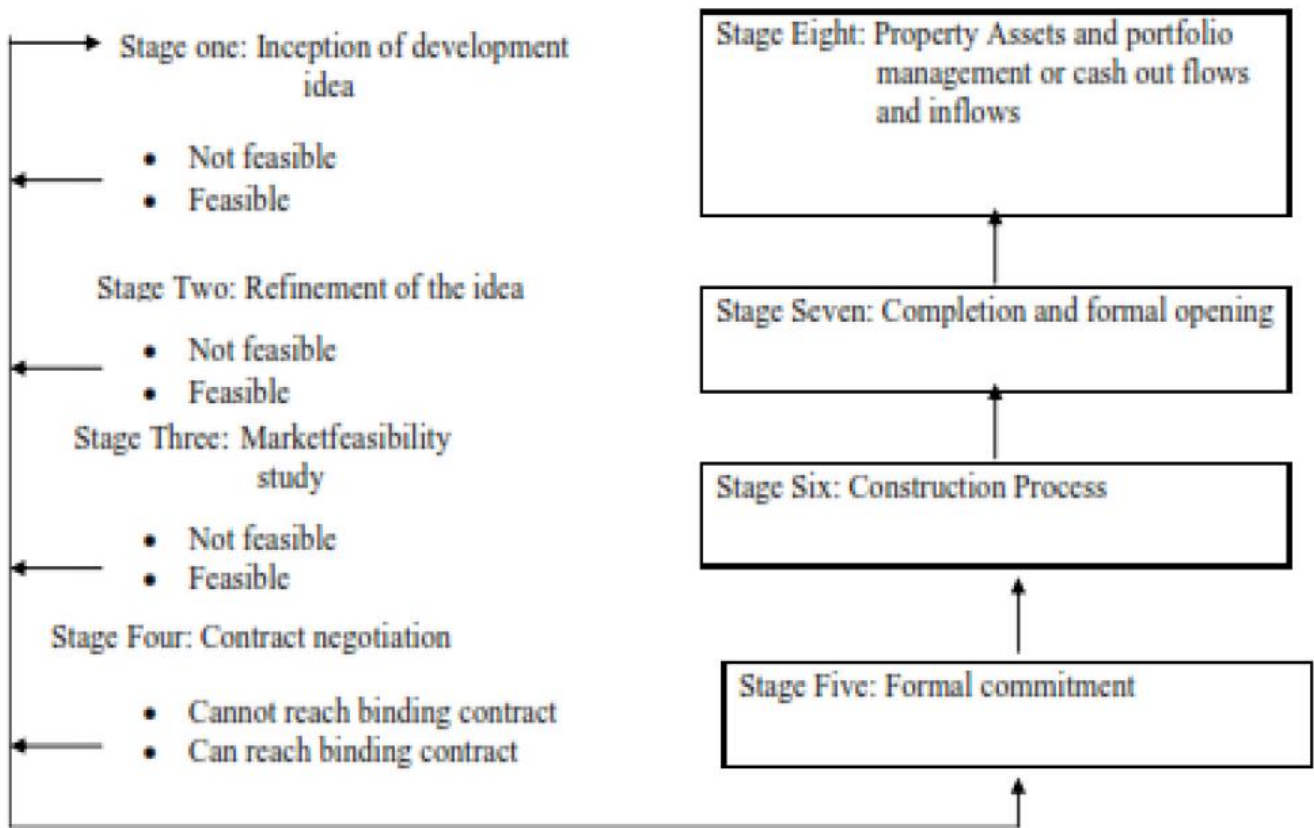 Stage one: Inception of development
idea
• Not feasible
• Feasible
Stage Two: Refinement of the idea
• Not feasible
• Feasible
Stage Three: Marketfeasibility
study
• Not feasible
• Feasible
Stage Four: Contract negotiation
• Cannot reach binding contract
• Can reach binding contract
Stage Five: Formal commitment
Stage Six: Construction Process
Stage Seven: Completion and formal opening
Stage Eight: Property Assets and portfolio
management or cash out flows
and inflows